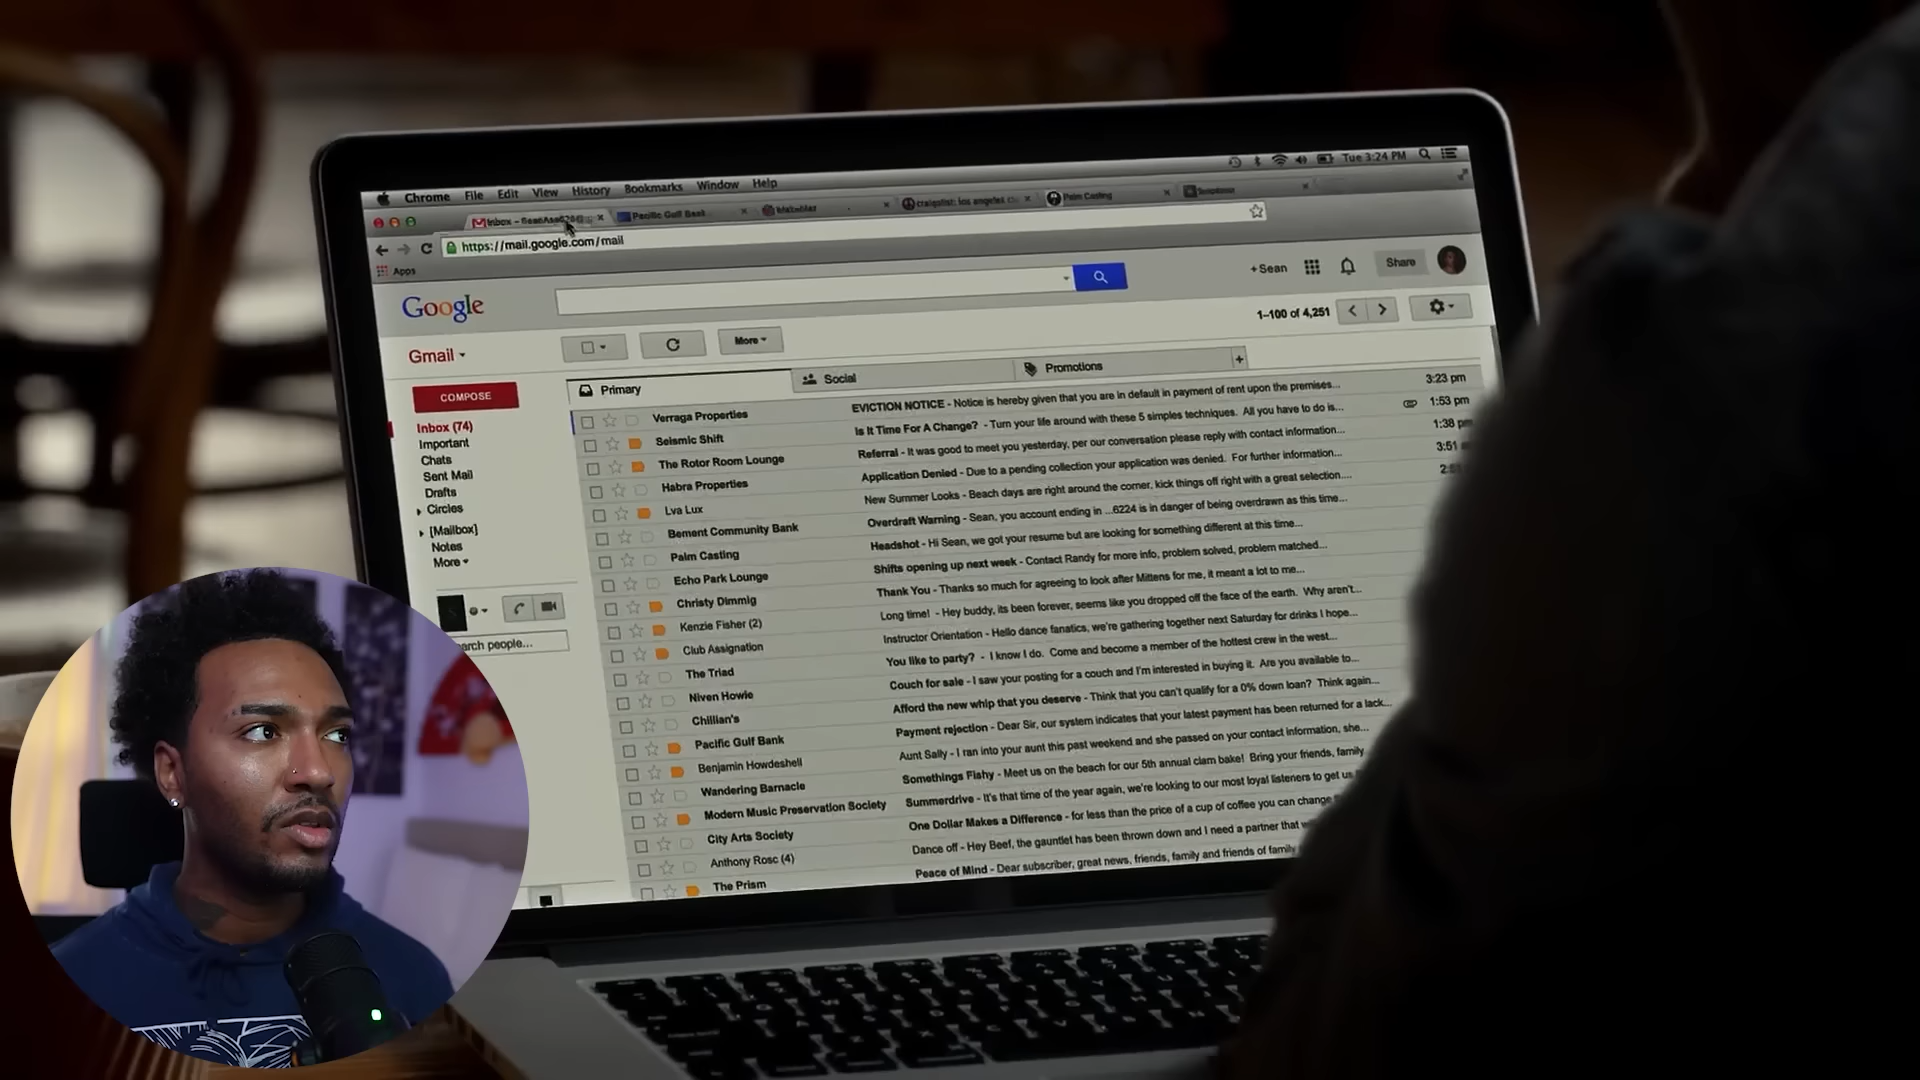 Chrome File Edit View History Bookmarks Window Help Tue 3:24 PM
Inbox - Pacific Gulf Bank craigslist: los angeles Palm Casting
https://mail.google.com/mail
Apps
Google +Sean Share
Gmail More 1–100 of 4,251
COMPOSE
Inbox (74)
Important
Chats
Sent Mail
Drafts
Circles
[Mailbox]
Notes
More
arch people...
Primary Social Promotions
Verraga Properties EVICTION NOTICE - Notice is hereby given that you are in default in payment of rent upon the premises... 3:23 pm
Seismic Shift Is It Time For A Change? - Turn your life around with these 5 simples techniques. All you have to do is... 1:53 pm
The Rotor Room Lounge Referral - It was good to meet you yesterday, per our conversation please reply with contact information... 1:38 pm
Habra Properties Application Denied - Due to a pending collection your application was denied. For further information... 3:51
Lva Lux New Summer Looks - Beach days are right around the corner, kick things off right with a great selection....
Bement Community Bank Overdraft Warning - Sean, you account ending in ...6224 is in danger of being overdrawn as this time...
Palm Casting Headshot - Hi Sean, we got your resume but are looking for something different at this time...
Echo Park Lounge Shifts opening up next week - Contact Randy for more info, problem solved, problem matched...
Christy Dimmig Thank You - Thanks so much for agreeing to look after Mittens for me, it meant a lot to me...
Kenzie Fisher (2) Long time! - Hey buddy, its been forever, seems like you dropped off the face of the earth. Why aren't...
Club Assignation Instructor Orientation - Hello dance fanatics, we're gathering together next Saturday for drinks I hope...
The Triad You like to party? - I know I do. Come and become a member of the hottest crew in the west...
Niven Howie Couch for sale - I saw your posting for a couch and I'm interested in buying it. Are you available to...
Chillian's Afford the new whip that you deserve - Think that you can't qualify for a 0% down loan? Think again...
Pacific Gulf Bank Payment rejection - Dear Sir, our system indicates that your latest payment has been returned for a lack...
Benjamin Howdeshell Aunt Sally - I ran into your aunt this past weekend and she passed on your contact information, she...
Wandering Barnacle Somethings Fishy - Meet us on the beach for our 5th annual clam bake! Bring your friends, family
Modern Music Preservation Society Summerdrive - It's that time of the year again, we're looking to our most loyal listeners to get us
City Arts Society One Dollar Makes a Difference - for less than the price of a cup of coffee you can change
Anthony Rosc (4) Dance off - Hey Beef, the gauntlet has been thrown down and I need a partner that
The Prism Peace of Mind - Dear subscriber, great news, friends, family and friends of family